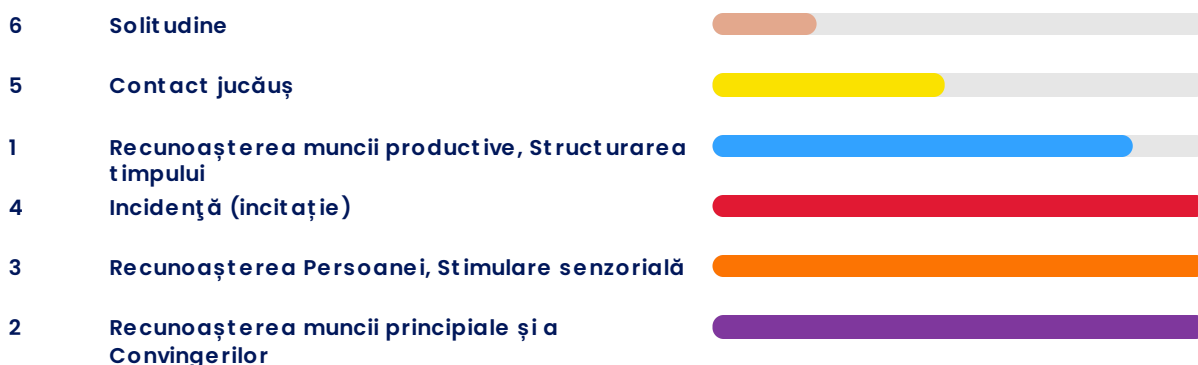 6 Solitudine
5 Contact jucăuș
1 Recunoașterea muncii productive, Structurarea
timpului
4 Incidenţă (incitație)
3 Recunoașterea Persoanei, Stimulare senzorială
2 Recunoașterea muncii principiale și a
Convingerilor